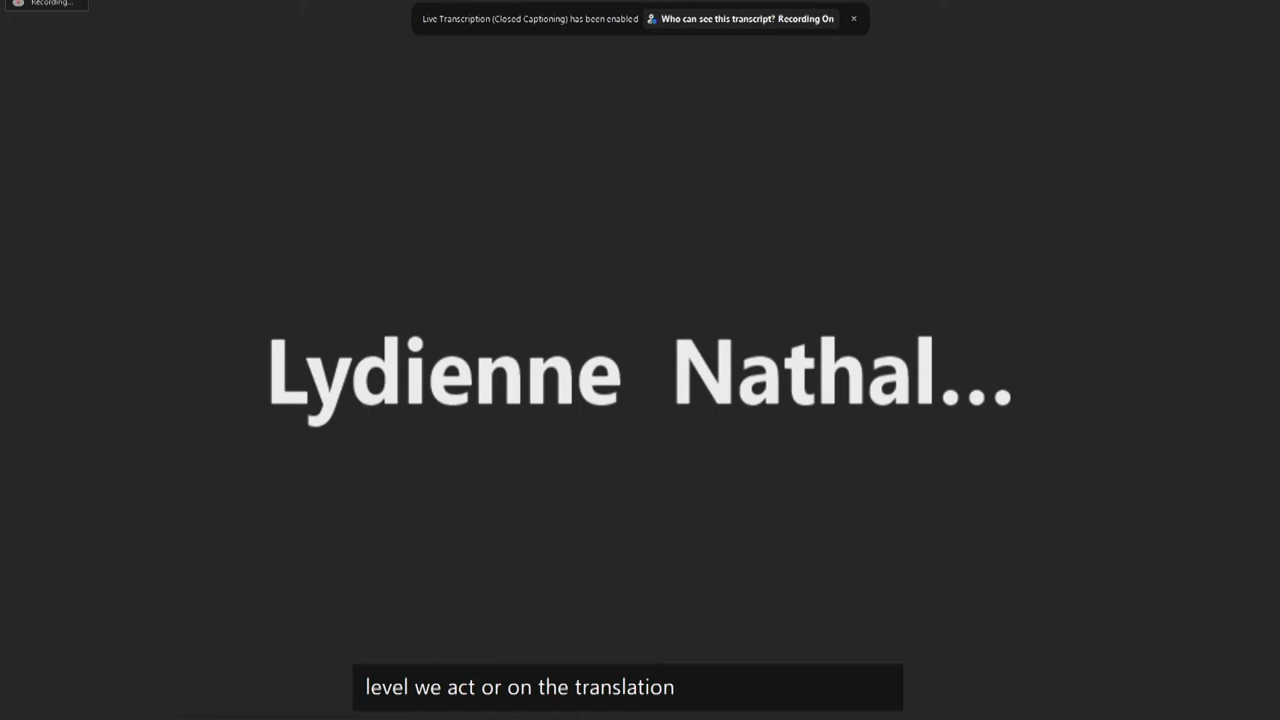 Recording...
Live Transcription (Closed Captioning) has been enabled Who can see this transcript? Recording On ×
Lydienne Nathal...
level we act or on the translation